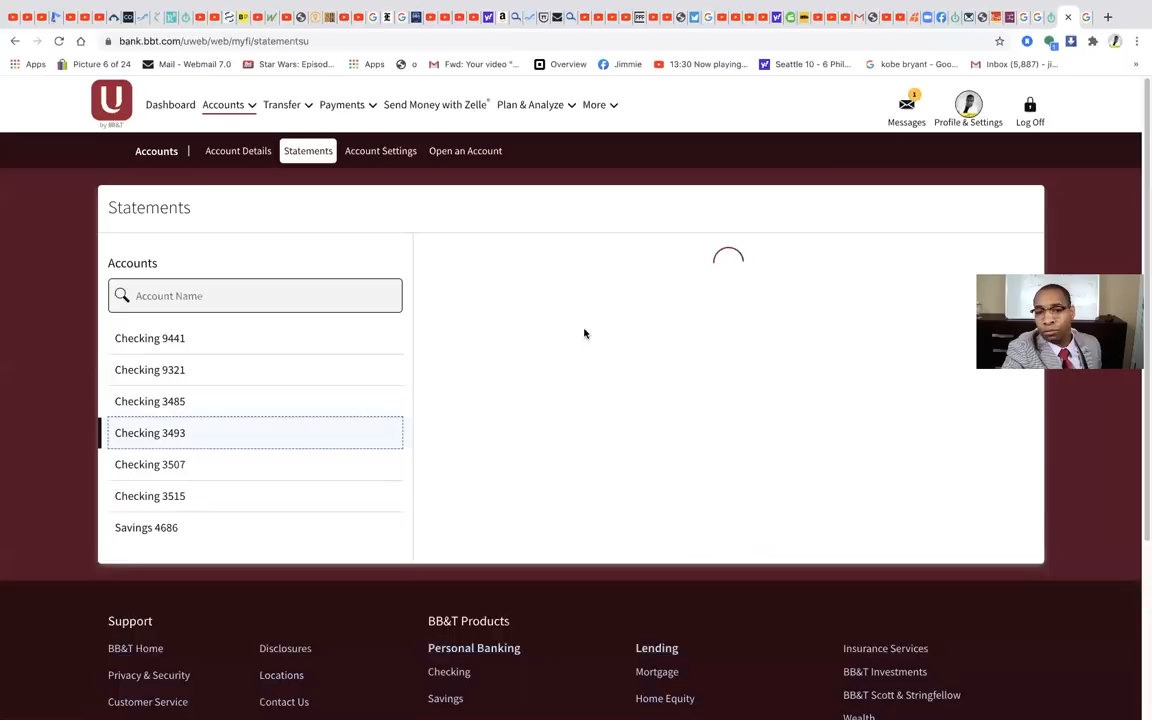 bank.bbt.com/uweb/web/myfi/statementsu
Apps
Picture 6 of 24
Mail - Webmail 7.0
Star Wars: Episod...
Apps
o
Fwd: Your video "...
Overview
Jimmie
13:30 Now playing...
Seattle 10 - 6 Phil...
kobe bryant - Goo...
Inbox (5,887) - ji...
»
U
by BB&T
Dashboard
Accounts
Transfer
Payments
Send Money with Zelle®
Plan & Analyze
More
1
Messages
Profile & Settings
Log Off
Accounts |
Account Details
Statements
Account Settings
Open an Account
Statements
Accounts
Account Name
Checking 9441
Checking 9321
Checking 3485
Checking 3493
Checking 3507
Checking 3515
Savings 4686
Support
BB&T Home
Privacy & Security
Customer Service
Disclosures
Locations
Contact Us
BB&T Products
Personal Banking
Checking
Savings
Lending
Mortgage
Home Equity
Insurance Services
BB&T Investments
BB&T Scott & Stringfellow
Wealth